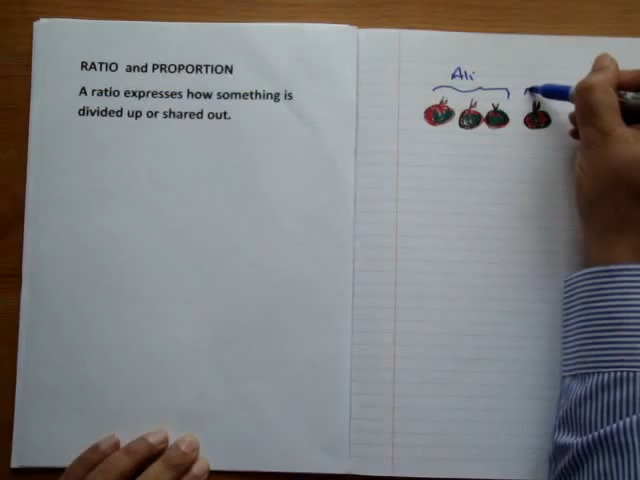 RATIO and PROPORTION
A ratio expresses how something is
divided up or shared out.
Ali